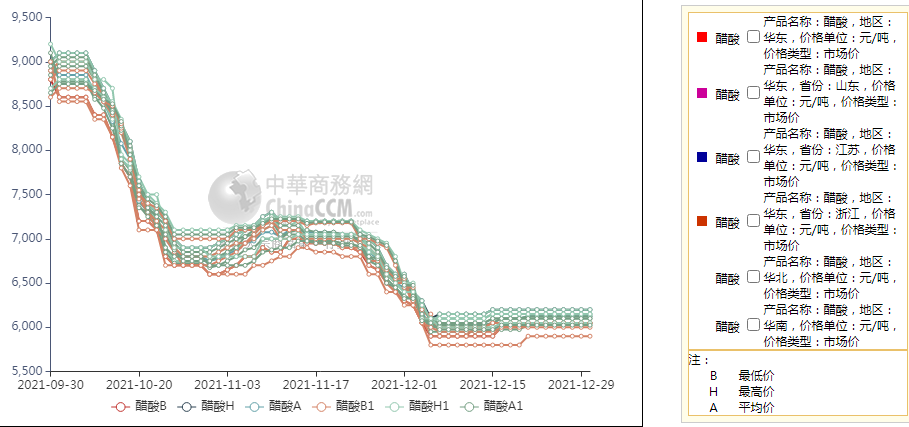 9,500
9,000
8,500
8,000
7,500
7,000
6,500
6,000
5,500
2021-09-30
2021-10-20
2021-11-03
2021-11-17
2021-12-01
2021-12-15
2021-12-29
中華商務網
ChinaCCM.com
醋酸B
醋酸H
醋酸A
醋酸B1
醋酸H1
醋酸A1
醋酸
产品名称：醋酸，地区：
华东，价格单位：元/吨，
价格类型：市场价
醋酸
产品名称：醋酸，地区：
华东，省份：山东，价格
单位：元/吨，价格类型：
市场价
醋酸
产品名称：醋酸，地区：
华东，省份：江苏，价格
单位：元/吨，价格类型：
市场价
醋酸
产品名称：醋酸，地区：
华东，省份：浙江，价格
单位：元/吨，价格类型：
市场价
醋酸
产品名称：醋酸，地区：
华北，价格单位：元/吨，
价格类型：市场价
醋酸
产品名称：醋酸，地区：
华南，价格单位：元/吨，
价格类型：市场价
注：
B 最低价
H 最高价
A 平均价